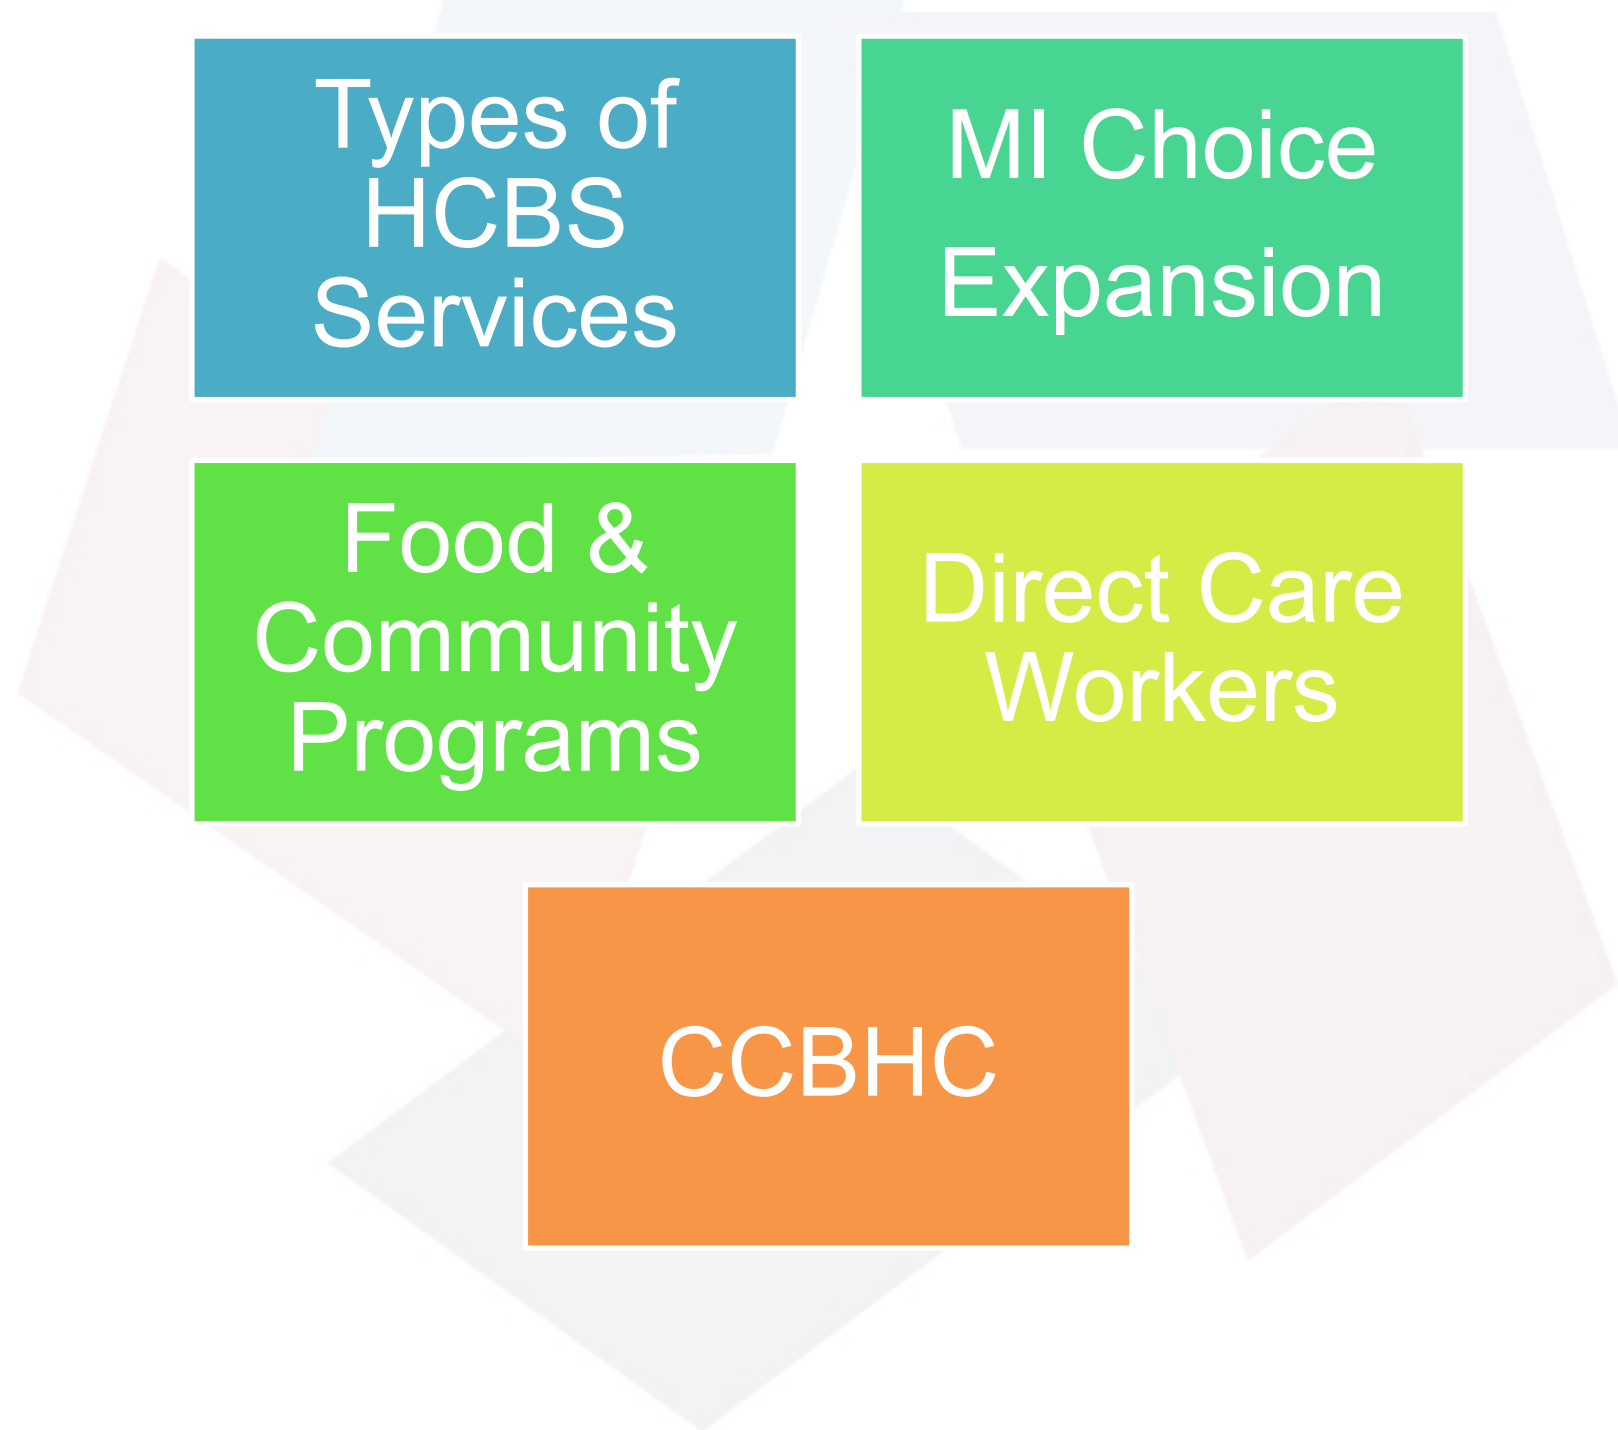 Types of
HCBS
Services
MI Choice
Expansion
Food &
Community
Programs
Direct Care
Workers
CCBHC